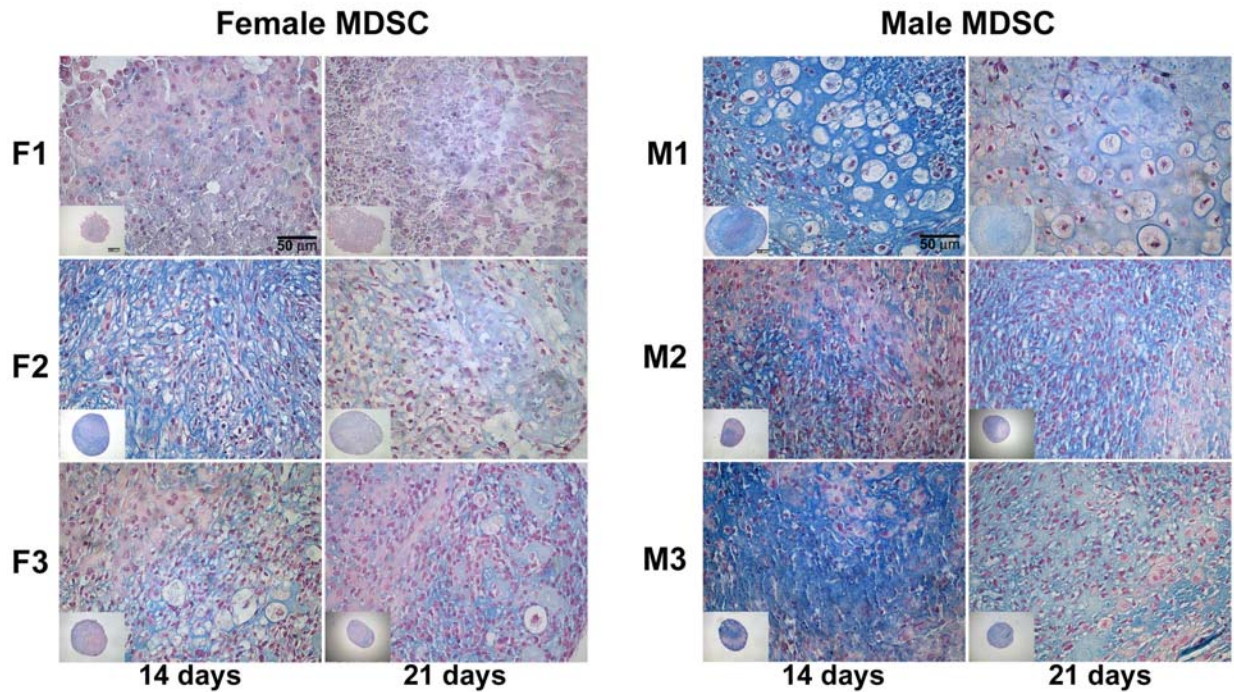 Female MDSC
Male MDSC
F1
50 µm
M1
50 µm
F2
M2
F3
M3
14 days
21 days
14 days
21 days